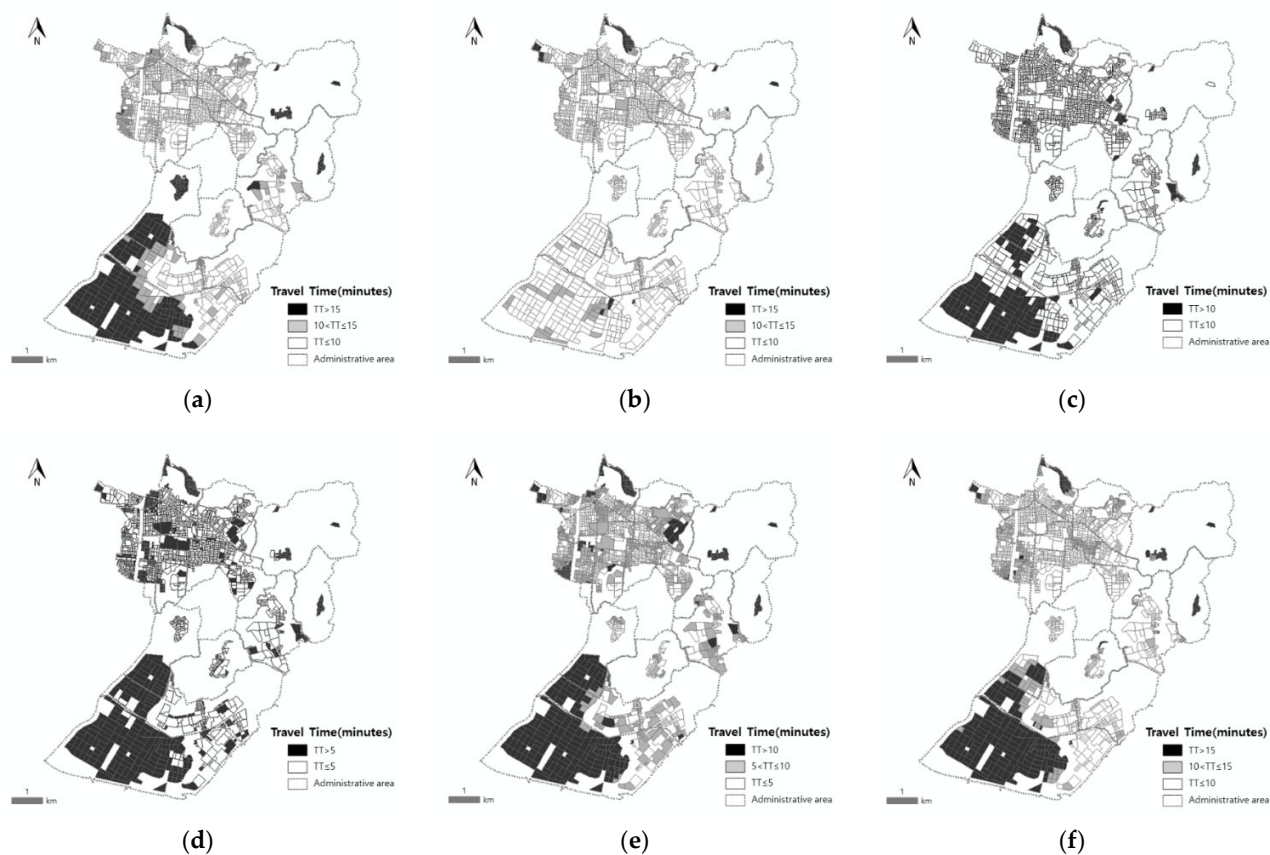 N
Travel Time(minutes)
TT>15
10<TT≤15
TT≤10
Administrative area
1
km
(a)
N
Travel Time(minutes)
TT>15
10<TT≤15
TT≤10
Administrative area
1
km
(b)
N
Travel Time(minutes)
TT>10
TT≤10
Administrative area
1
km
(c)
N
Travel Time(minutes)
TT>5
TT≤5
Administrative area
1
km
(d)
N
Travel Time(minutes)
TT>10
5<TT≤10
TT≤5
Administrative area
1
km
(e)
N
Travel Time(minutes)
TT>15
10<TT≤15
TT≤10
Administrative area
1
km
(f)